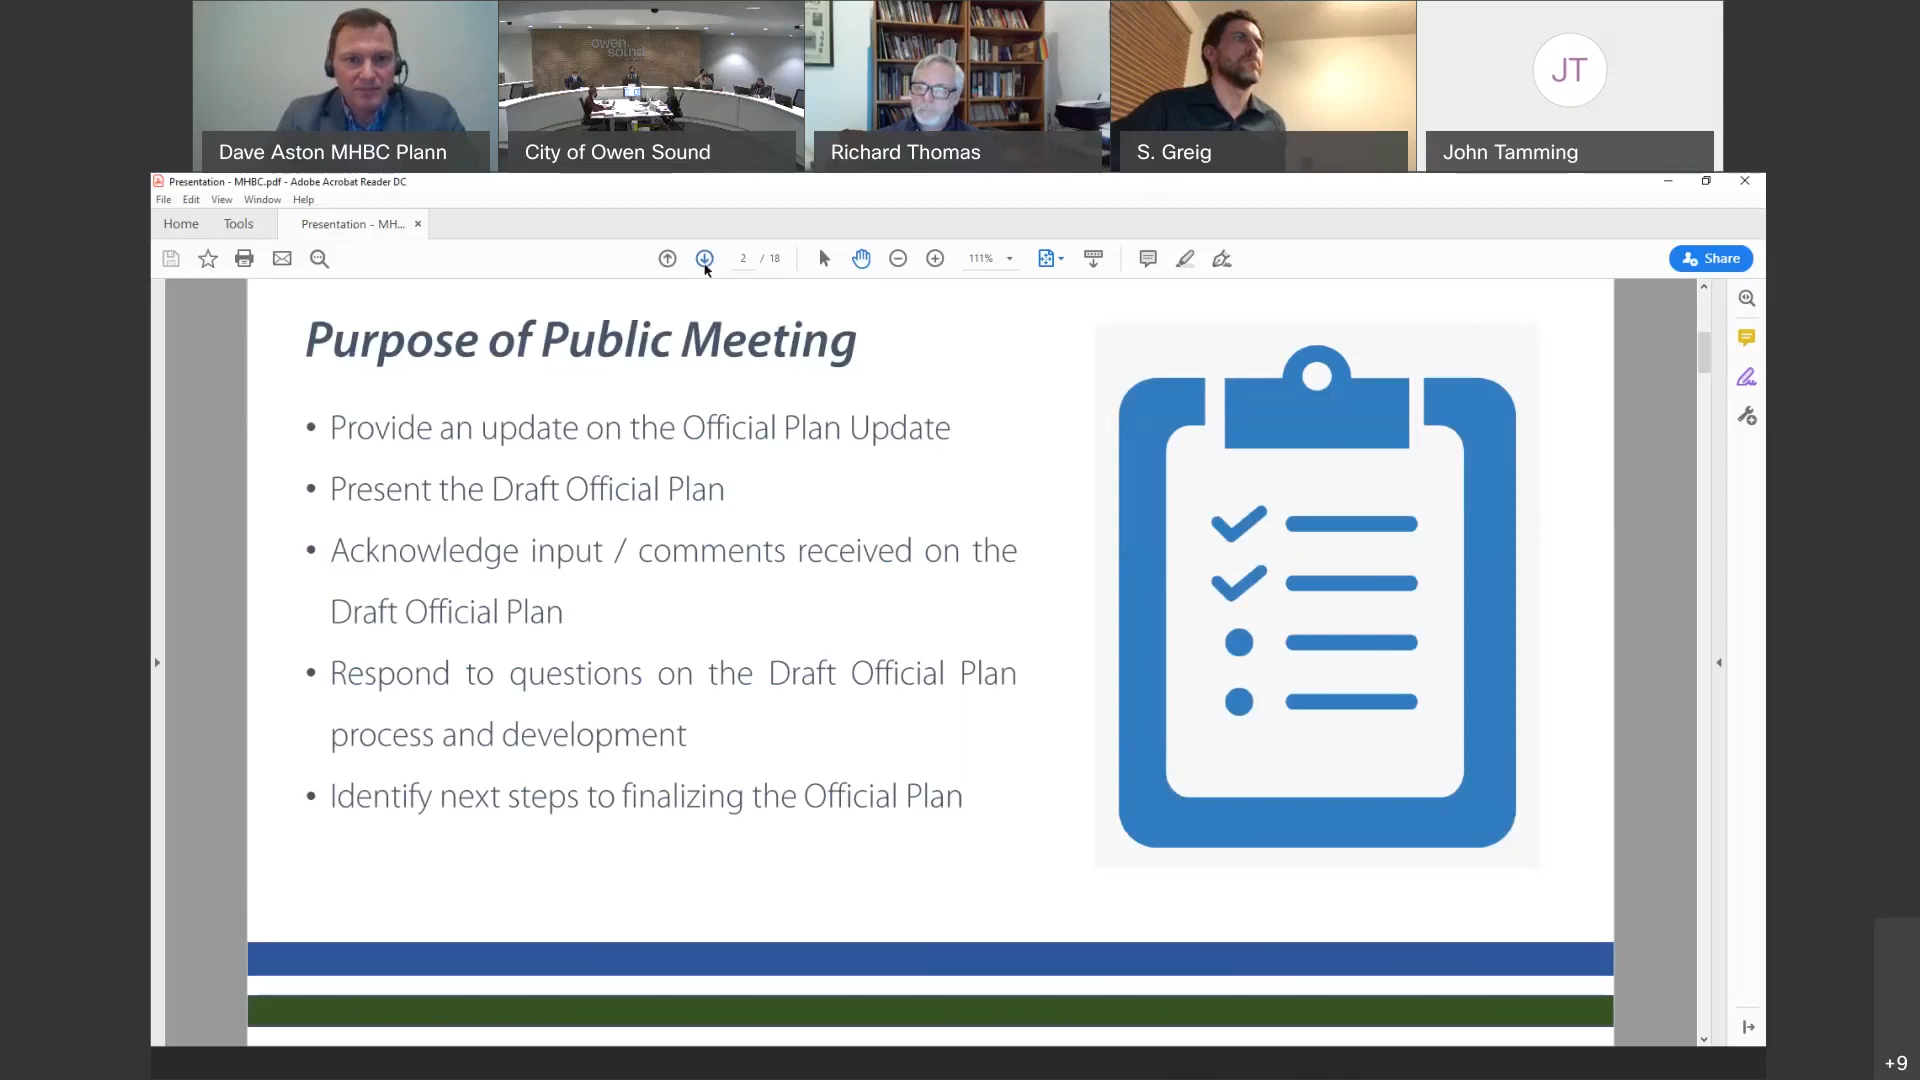 owen
sound
JT
Dave Aston MHBC Plann
City of Owen Sound
Richard Thomas
S. Greig
John Tamming
Presentation - MHBC.pdf - Adobe Acrobat Reader DC
File Edit View Window Help
Home Tools Presentation - MH... ×
2 / 18 111% Share
Purpose of Public Meeting
• Provide an update on the Official Plan Update
• Present the Draft Official Plan
• Acknowledge input / comments received on the
Draft Official Plan
• Respond to questions on the Draft Official Plan
process and development
• Identify next steps to finalizing the Official Plan
+9